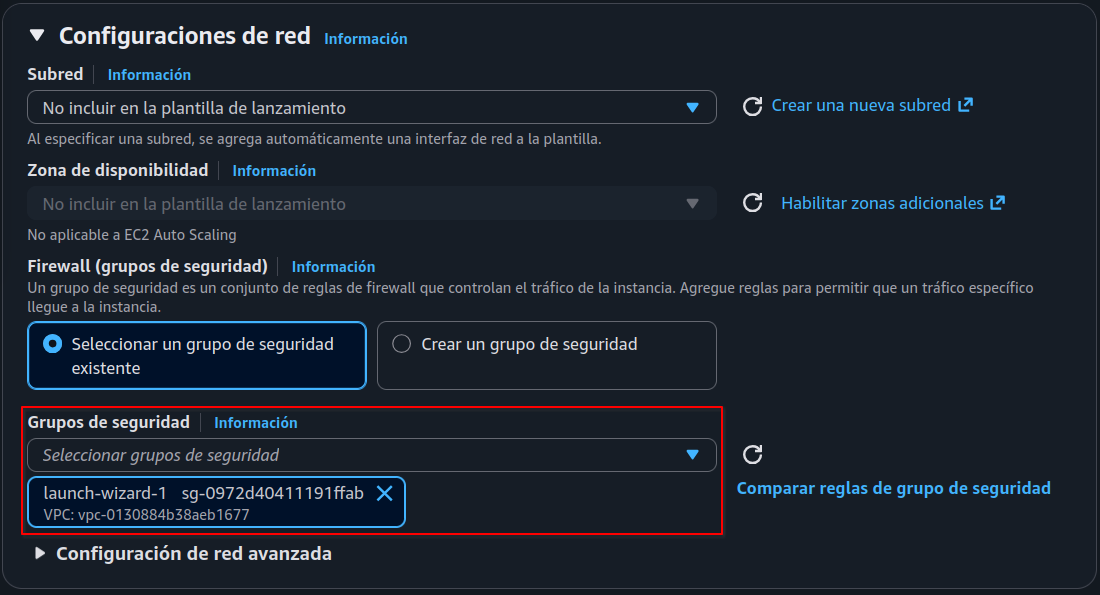 Configuraciones de red Información
Subred Información
No incluir en la plantilla de lanzamiento
Crear una nueva subred
Al especificar una subred, se agrega automáticamente una interfaz de red a la plantilla.
Zona de disponibilidad Información
No incluir en la plantilla de lanzamiento
Habilitar zonas adicionales
No aplicable a EC2 Auto Scaling
Firewall (grupos de seguridad) Información
Un grupo de seguridad es un conjunto de reglas de firewall que controlan el tráfico de la instancia. Agregue reglas para permitir que un tráfico específico
llegue a la instancia.
Seleccionar un grupo de seguridad
existente
Crear un grupo de seguridad
Grupos de seguridad Información
Seleccionar grupos de seguridad
launch-wizard-1 sg-0972d40411191ffab
VPC: vpc-0130884b38aeb1677
Comparar reglas de grupo de seguridad
Configuración de red avanzada